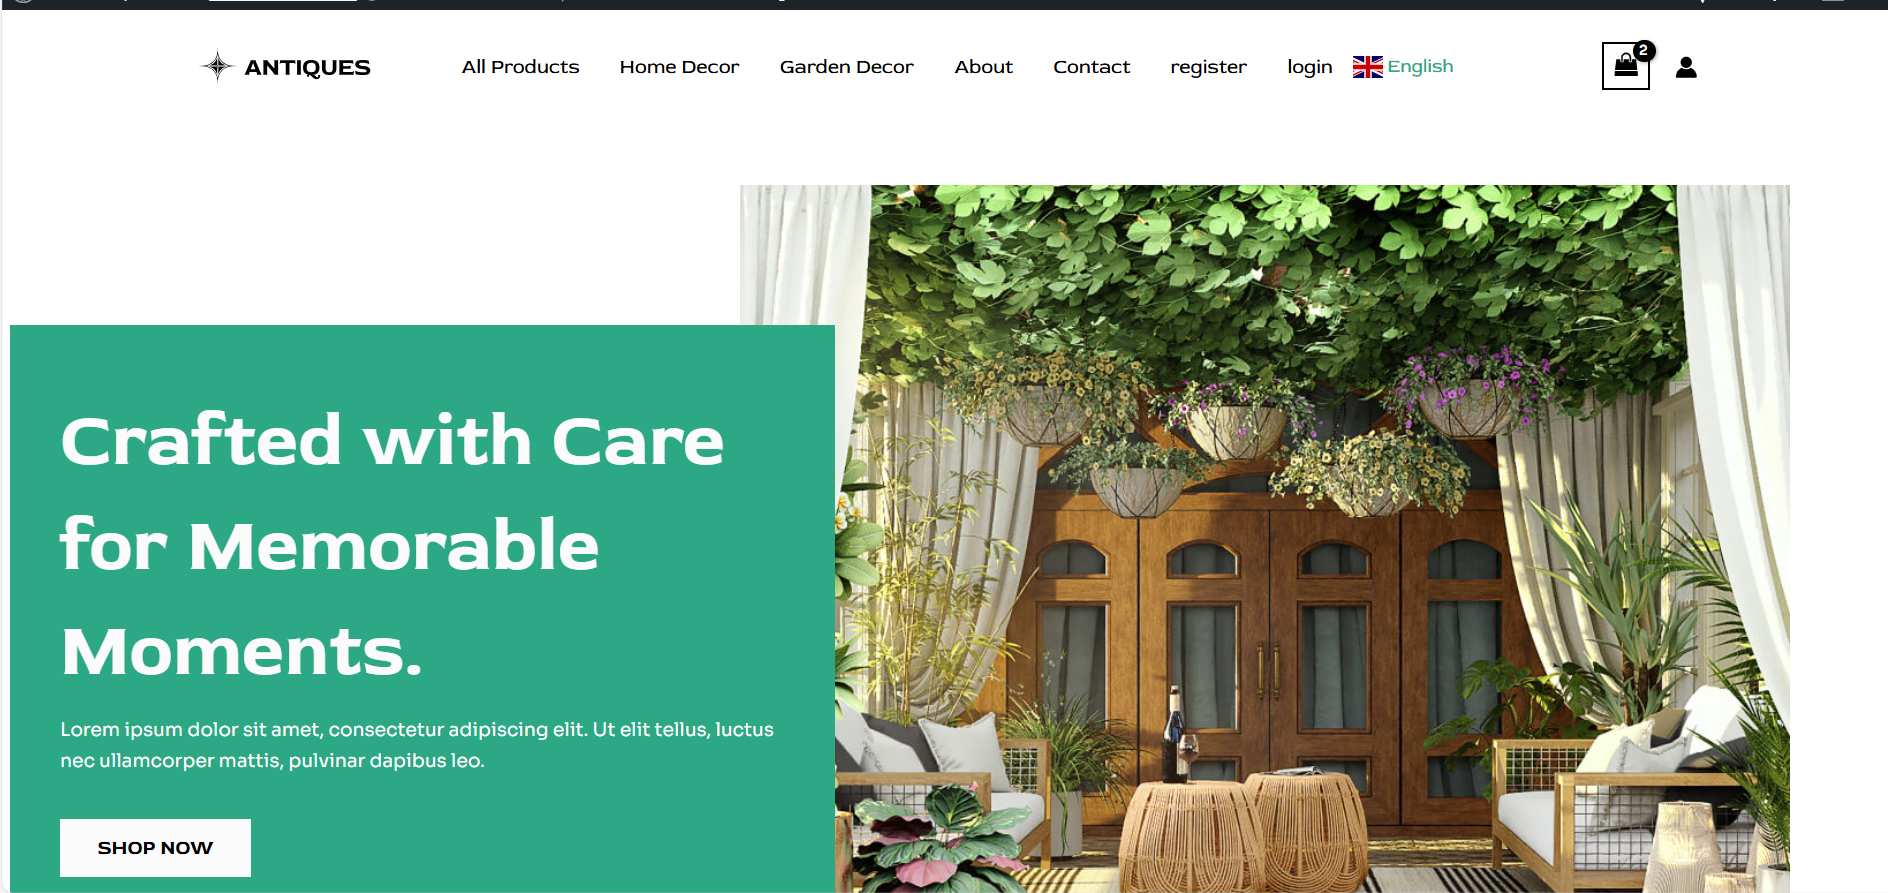 ANTIQUES
All Products
Home Decor
Garden Decor
About
Contact
register
login
English
2
Crafted with Care
for Memorable
Moments.
Lorem ipsum dolor sit amet, consectetur adipiscing elit. Ut elit tellus, luctus
nec ullamcorper mattis, pulvinar dapibus leo.
SHOP NOW